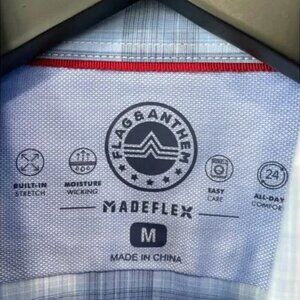 FLAG & ANTHEM
BUILT-IN
STRETCH
MOISTURE
WICKING
EASY
CARE
24
ALL-DAY
COMFORT
MADEFLEX
M
MADE IN CHINA